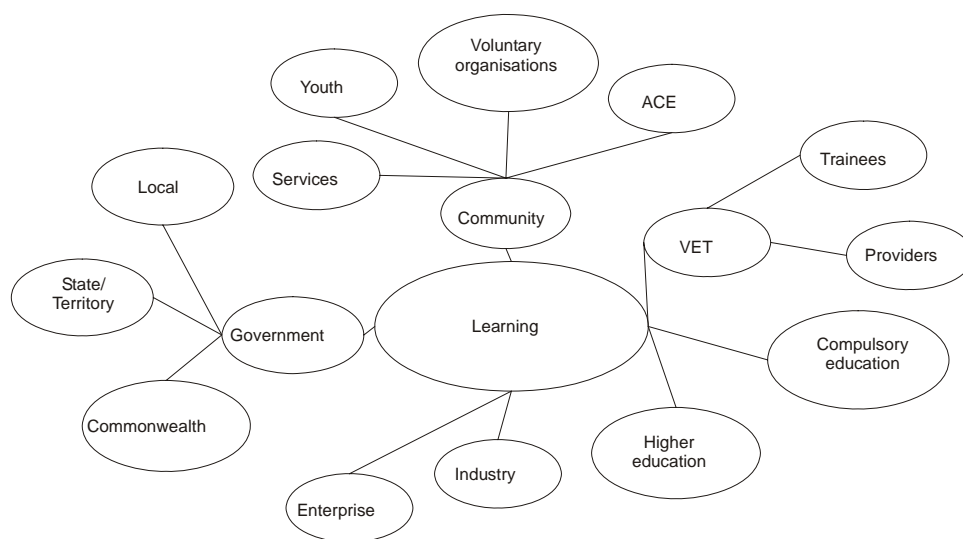 Voluntary
organisations
Youth
ACE
Services
Trainees
Local
Community
VET
Providers
State/
Territory
Government
Learning
Compulsory
education
Commonwealth
Higher
education
Industry
Enterprise